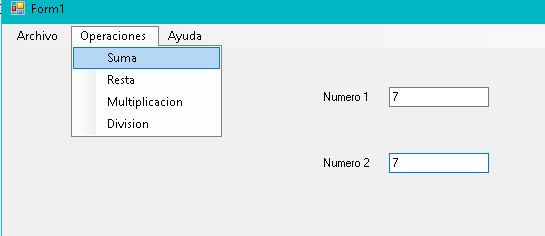 Form1
Archivo Operaciones Ayuda
Suma
Resta
Multiplicacion
Division
Numero 1 7
Numero 2 7